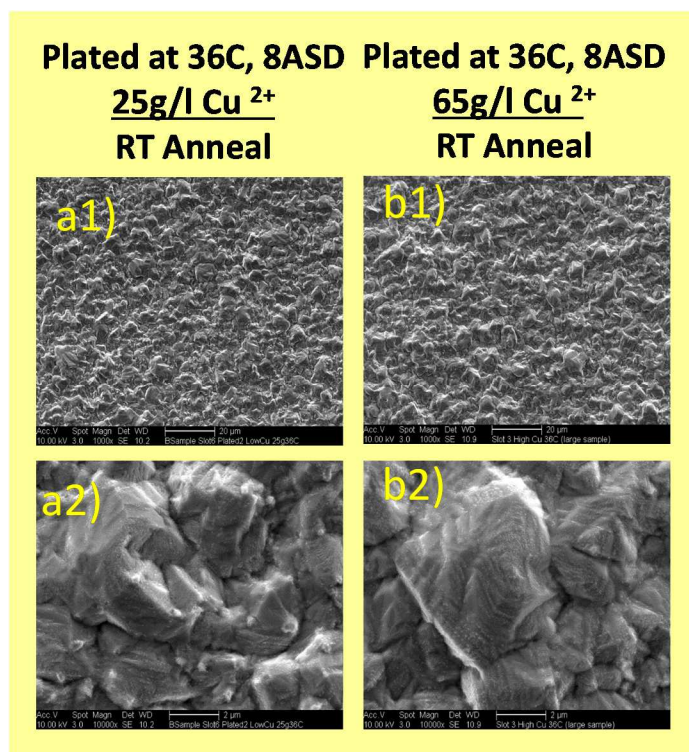 Plated at 36C, 8ASD
25g/l Cu 2+
RT Anneal
Plated at 36C, 8ASD
65g/l Cu 2+
RT Anneal
a1)
Acc.V Spot Magn Det WD 20 µm
10.00 kV 3.0 1000x SE 10.2 BSample Slot6 Plated2 LowCu 25g36C
b1)
Acc.V Spot Magn Det WD 20 µm
10.00 kV 3.0 1000x SE 10.9 Slot 3 High Cu 36C (large sample)
a2)
Acc.V Spot Magn Det WD 2 µm
10.00 kV 3.0 10000x SE 10.2 BSample Slot6 Plated2 LowCu 25g36C
b2)
Acc.V Spot Magn Det WD 2 µm
10.00 kV 3.0 10000x SE 10.9 Slot 3 High Cu 36C (large sample)